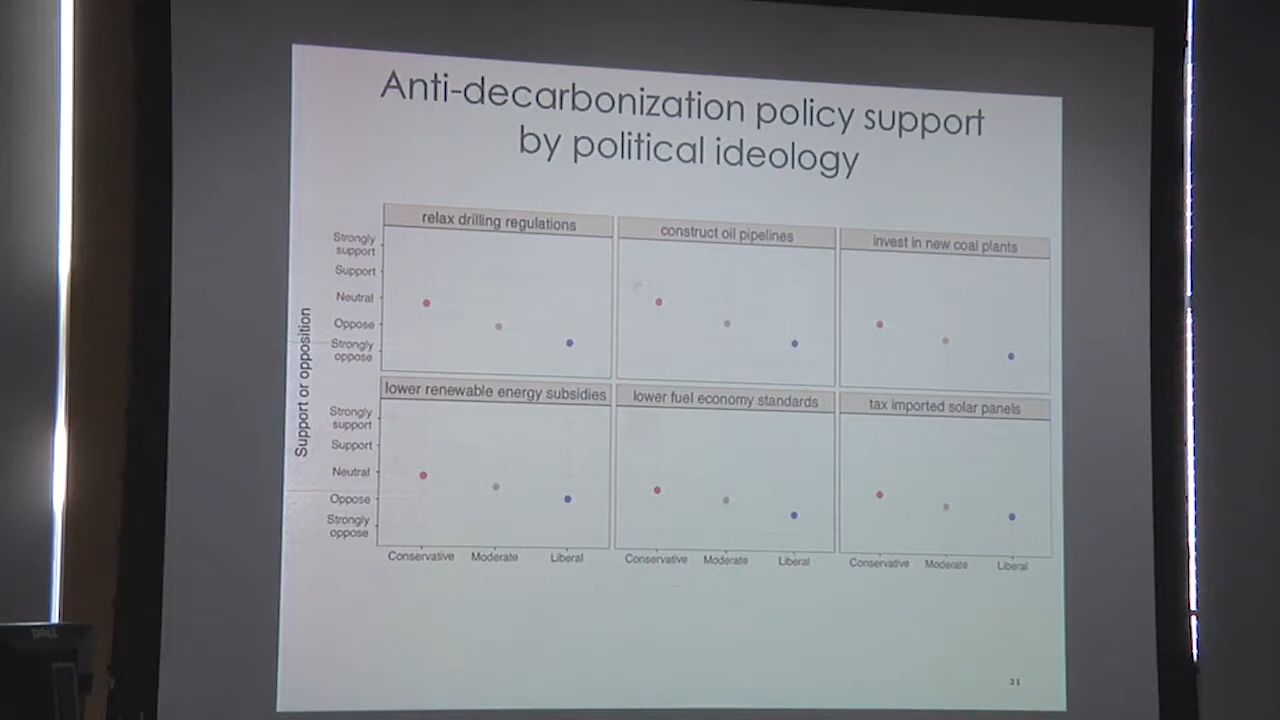 Anti-decarbonization policy support
by political ideology
relax drilling regulations
construct oil pipelines
invest in new coal plants
Strongly
support
Support
Neutral
Oppose
Strongly
oppose
Support or opposition
lower renewable energy subsidies
lower fuel economy standards
tax imported solar panels
Strongly
support
Support
Neutral
Oppose
Strongly
oppose
Conservative
Moderate
Liberal
Conservative
Moderate
Liberal
Conservative
Moderate
Liberal
31
DELL